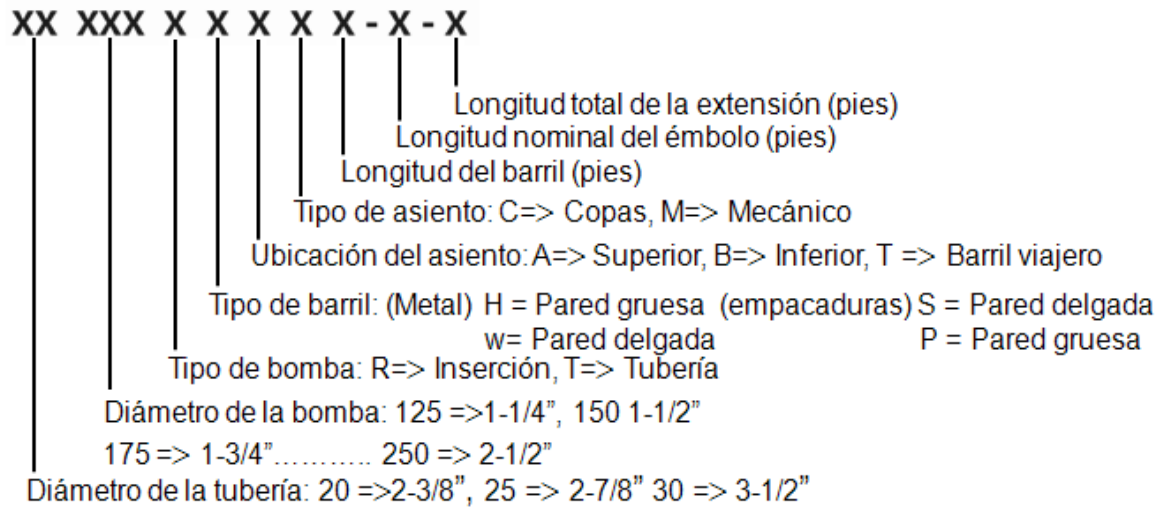 XX XXX X X X X X - X - X
Longitud total de la extensión (pies)
Longitud nominal del émbolo (pies)
Longitud del barril (pies)
Tipo de asiento: C=> Copas, M=> Mecánico
Ubicación del asiento: A=> Superior, B=> Inferior, T => Barril viajero
Tipo de barril: (Metal) H = Pared gruesa (empacaduras) S = Pared delgada
w= Pared delgada P = Pared gruesa
Tipo de bomba: R=> Inserción, T=> Tubería
Diámetro de la bomba: 125 =>1-1/4”, 150 1-1/2”
175 => 1-3/4”……….. 250 => 2-1/2”
Diámetro de la tubería: 20 =>2-3/8”, 25 => 2-7/8” 30 => 3-1/2”